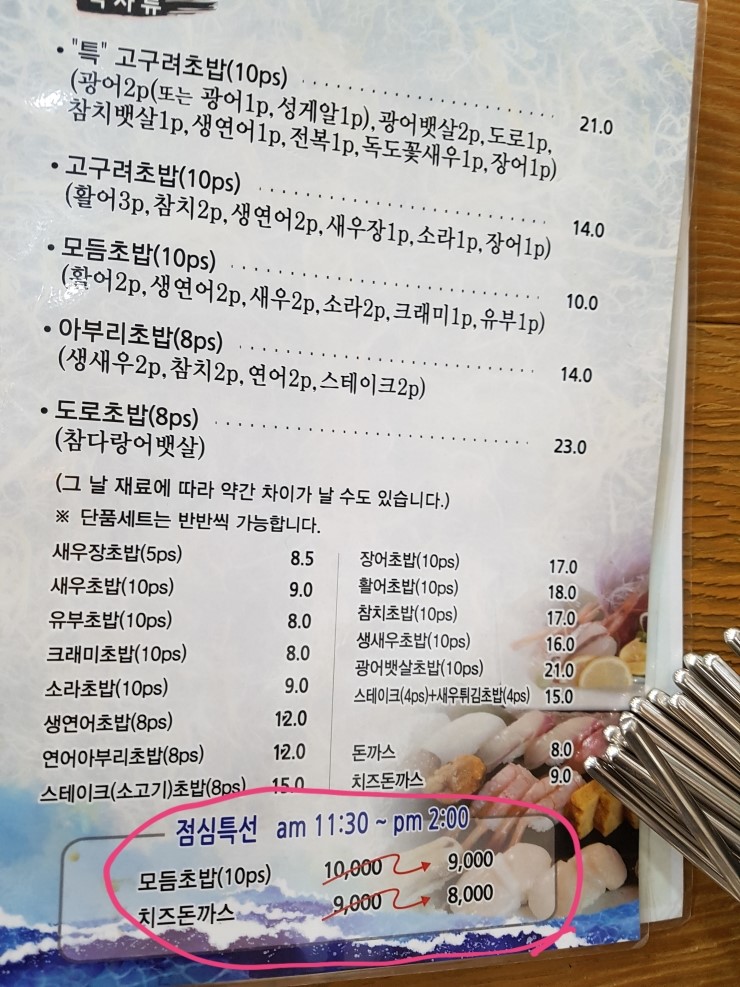 • "특" 고구려초밥(10ps) 21.0
(광어2p(또는 광어1p, 성게알1p), 광어뱃살2p, 도로1p,
참치뱃살1p, 생연어1p, 전복1p, 독도꽃새우1p, 장어1p)
• 고구려초밥(10ps) 14.0
(활어3p, 참치2p, 생연어2p, 새우장1p, 소라1p, 장어1p)
• 모듬초밥(10ps) 10.0
(활어2p, 생연어2p, 새우2p, 소라2p, 크래미1p, 유부1p)
• 아부리초밥(8ps) 14.0
(생새우2p, 참치2p, 연어2p, 스테이크2p)
• 도로초밥(8ps) 23.0
(참다랑어뱃살)
(그 날 재료에 따라 약간 차이가 날 수도 있습니다.)
※ 단품세트는 반반씩 가능합니다.
새우장초밥(5ps) 8.5
새우초밥(10ps) 9.0
유부초밥(10ps) 8.0
크래미초밥(10ps) 8.0
소라초밥(10ps) 9.0
생연어초밥(8ps) 12.0
연어아부리초밥(8ps) 12.0
스테이크(소고기)초밥(8ps) 15.0
장어초밥(10ps) 17.0
활어초밥(10ps) 18.0
참치초밥(10ps) 17.0
생새우초밥(10ps) 16.0
광어뱃살초밥(10ps) 21.0
스테이크(4ps)+새우튀김초밥(4ps) 15.0
돈까스 8.0
치즈돈까스 9.0
점심특선 am 11:30 ~ pm 2:00
모듬초밥(10ps) 10,000 9,000
치즈돈까스 9,000 8,000